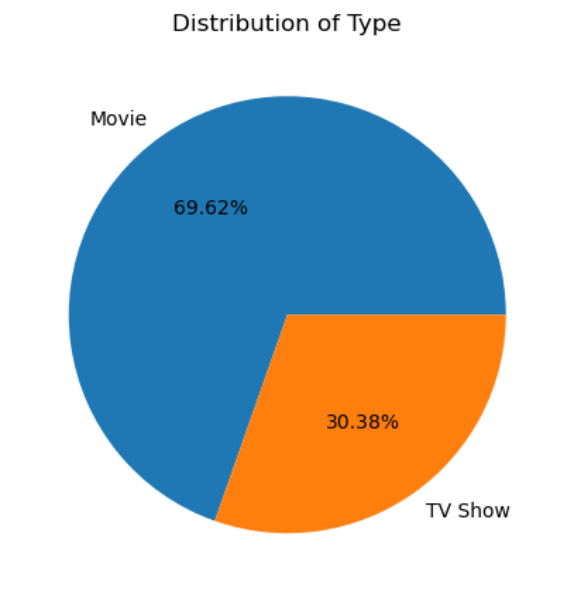 Distribution of Type
Movie
69.62%
30.38%
TV Show